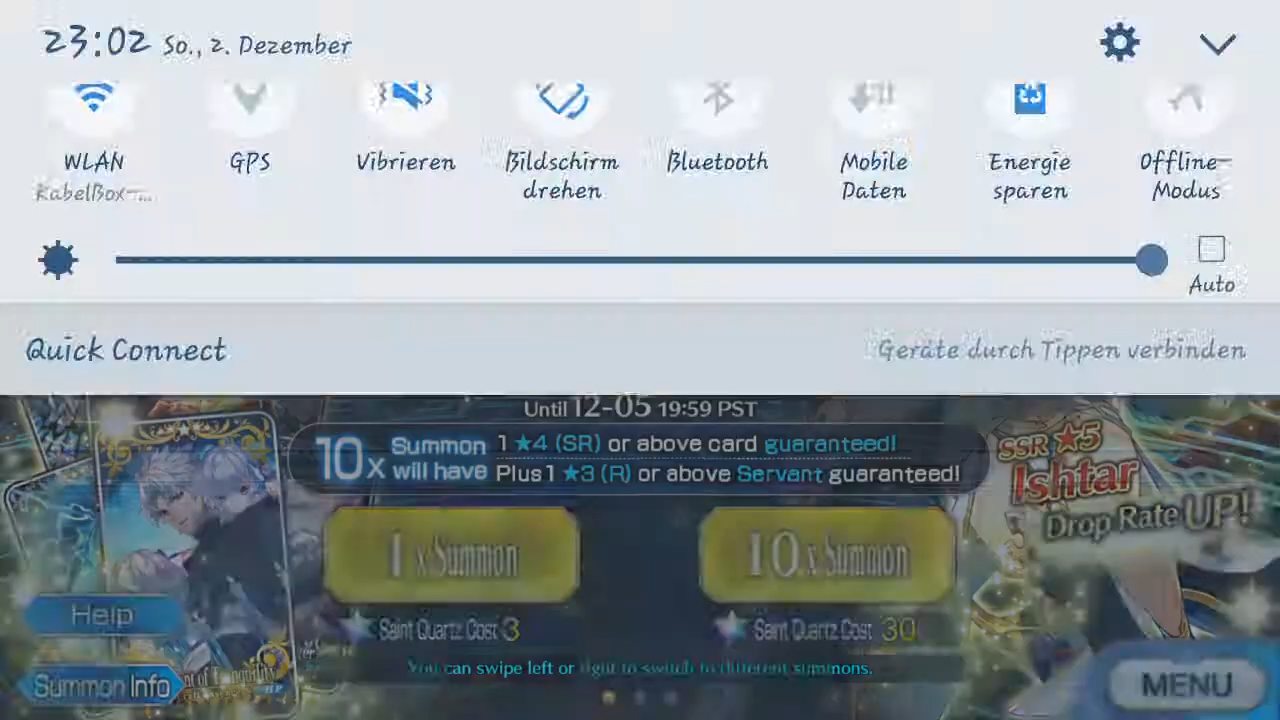 23:02 So., 2. Dezember
WLAN
KabelBox-...
GPS
Vibrieren
Bildschirm
drehen
Bluetooth
Mobile
Daten
Energie
sparen
Offline-
Modus
Auto
Quick Connect
Geräte durch Tippen verbinden
Until 12-05 19:59 PST
10x Summon will have
1 ★4 (SR) or above card guaranteed!
Plus 1 ★3 (R) or above Servant guaranteed!
SSR ★5
Ishtar
Drop Rate UP!
1 x Summon
10 x Summon
Saint Quartz Cost 3
Saint Quartz Cost 30
Help
You can swipe left or right to switch to different summons.
Summon Info
of Tranquility
MENU